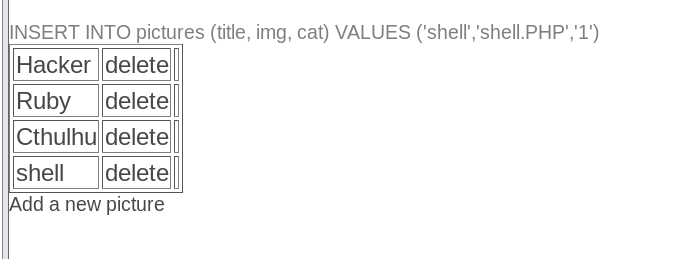 INSERT INTO pictures (title, img, cat) VALUES ('shell','shell.PHP','1')
Hacker delete
Ruby delete
Cthulhu delete
shell delete
Add a new picture